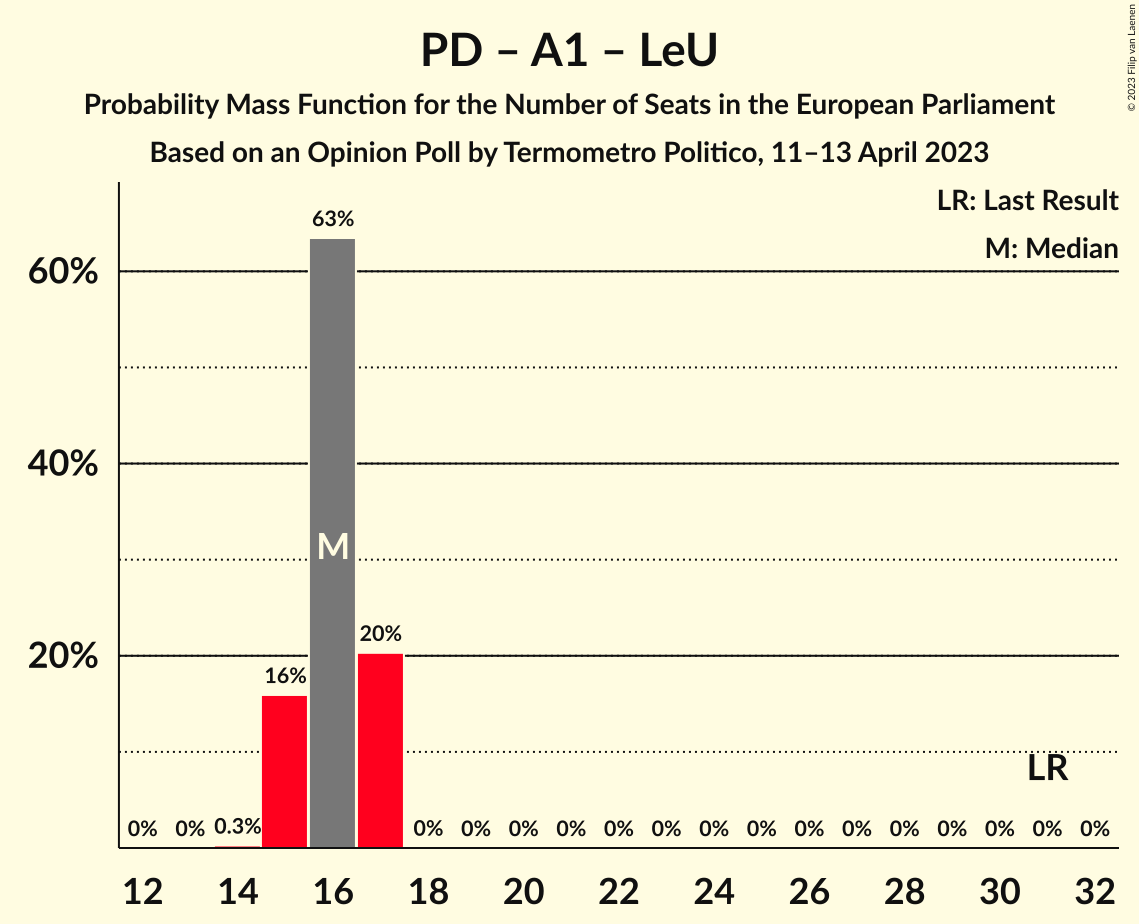 PD – A1 – LeU
Probability Mass Function for the Number of Seats in the European Parliament
Based on an Opinion Poll by Termometro Politico, 11–13 April 2023
© 2023 Filip van Laenen
LR: Last Result
M: Median
63%
60%
40%
M
20%
20%
16%
LR
0% 0% 0.3% 0% 0% 0% 0% 0% 0% 0% 0% 0% 0% 0% 0% 0% 0% 0%
12 14 16 18 20 22 24 26 28 30 32